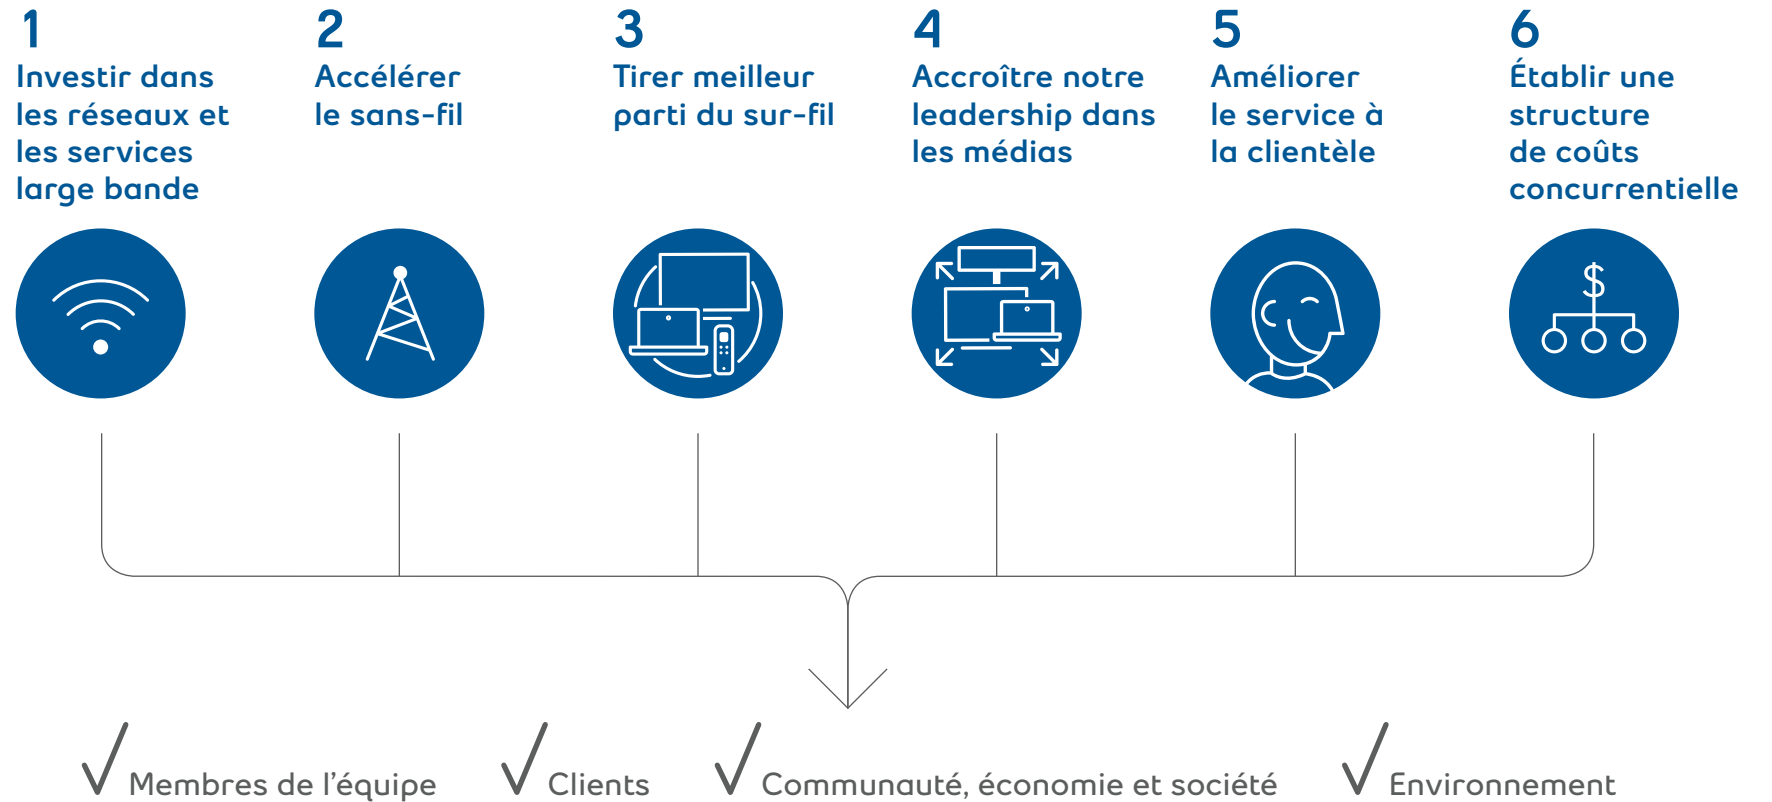 1
Investir dans
les réseaux et
les services
large bande
2
Accélérer
le sans-fil
3
Tirer meilleur
parti du sur-fil
4
Accroître notre
leadership dans
les médias
5
Améliorer
le service à
la clientèle
6
Établir une
structure
de coûts
concurrentielle
$
Membres de l’équipe
Clients
Communauté, économie et société
Environnement